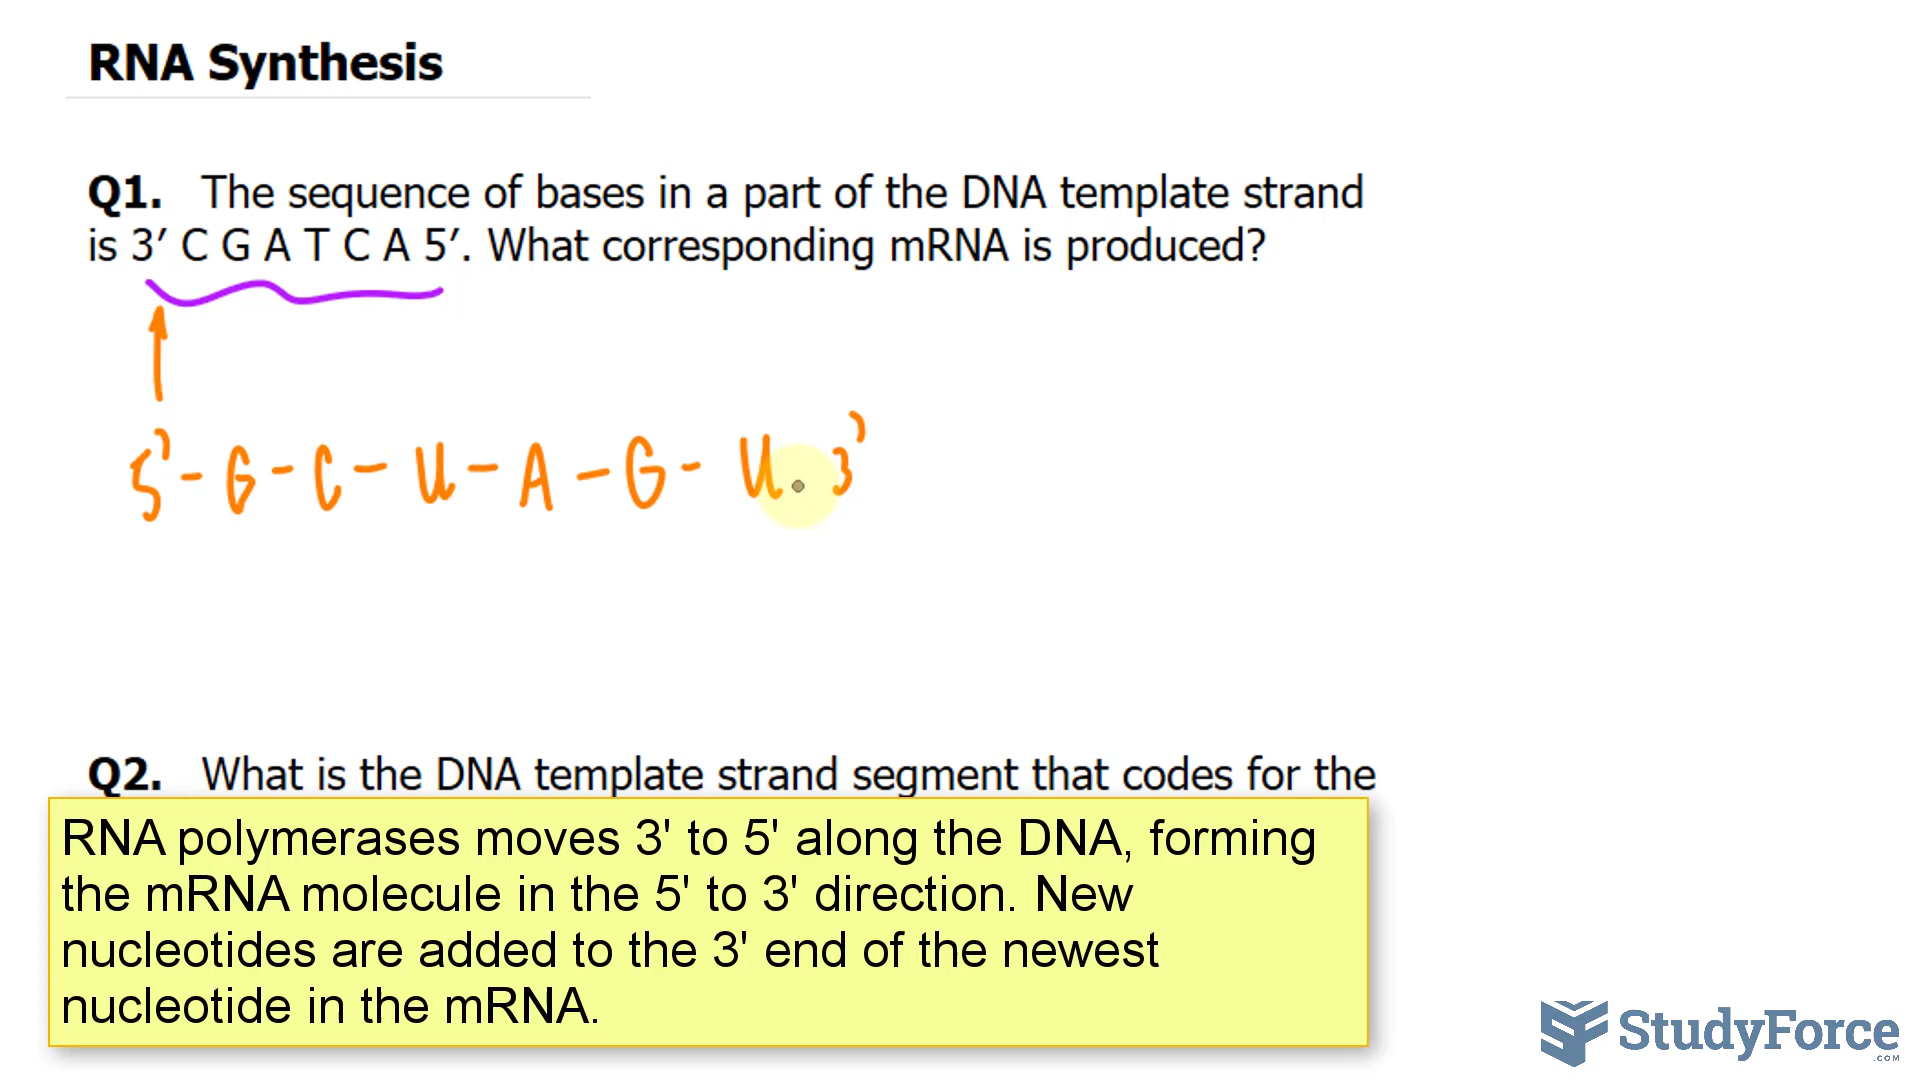 RNA Synthesis
Q1. The sequence of bases in a part of the DNA template strand
is 3′ C G A T C A 5′. What corresponding mRNA is produced?
5' - G - C - U - A - G - U . 3'
Q2. What is the DNA template strand segment that codes for the
RNA polymerases moves 3' to 5' along the DNA, forming
the mRNA molecule in the 5' to 3' direction. New
nucleotides are added to the 3' end of the newest
nucleotide in the mRNA.
StudyForce
.COM